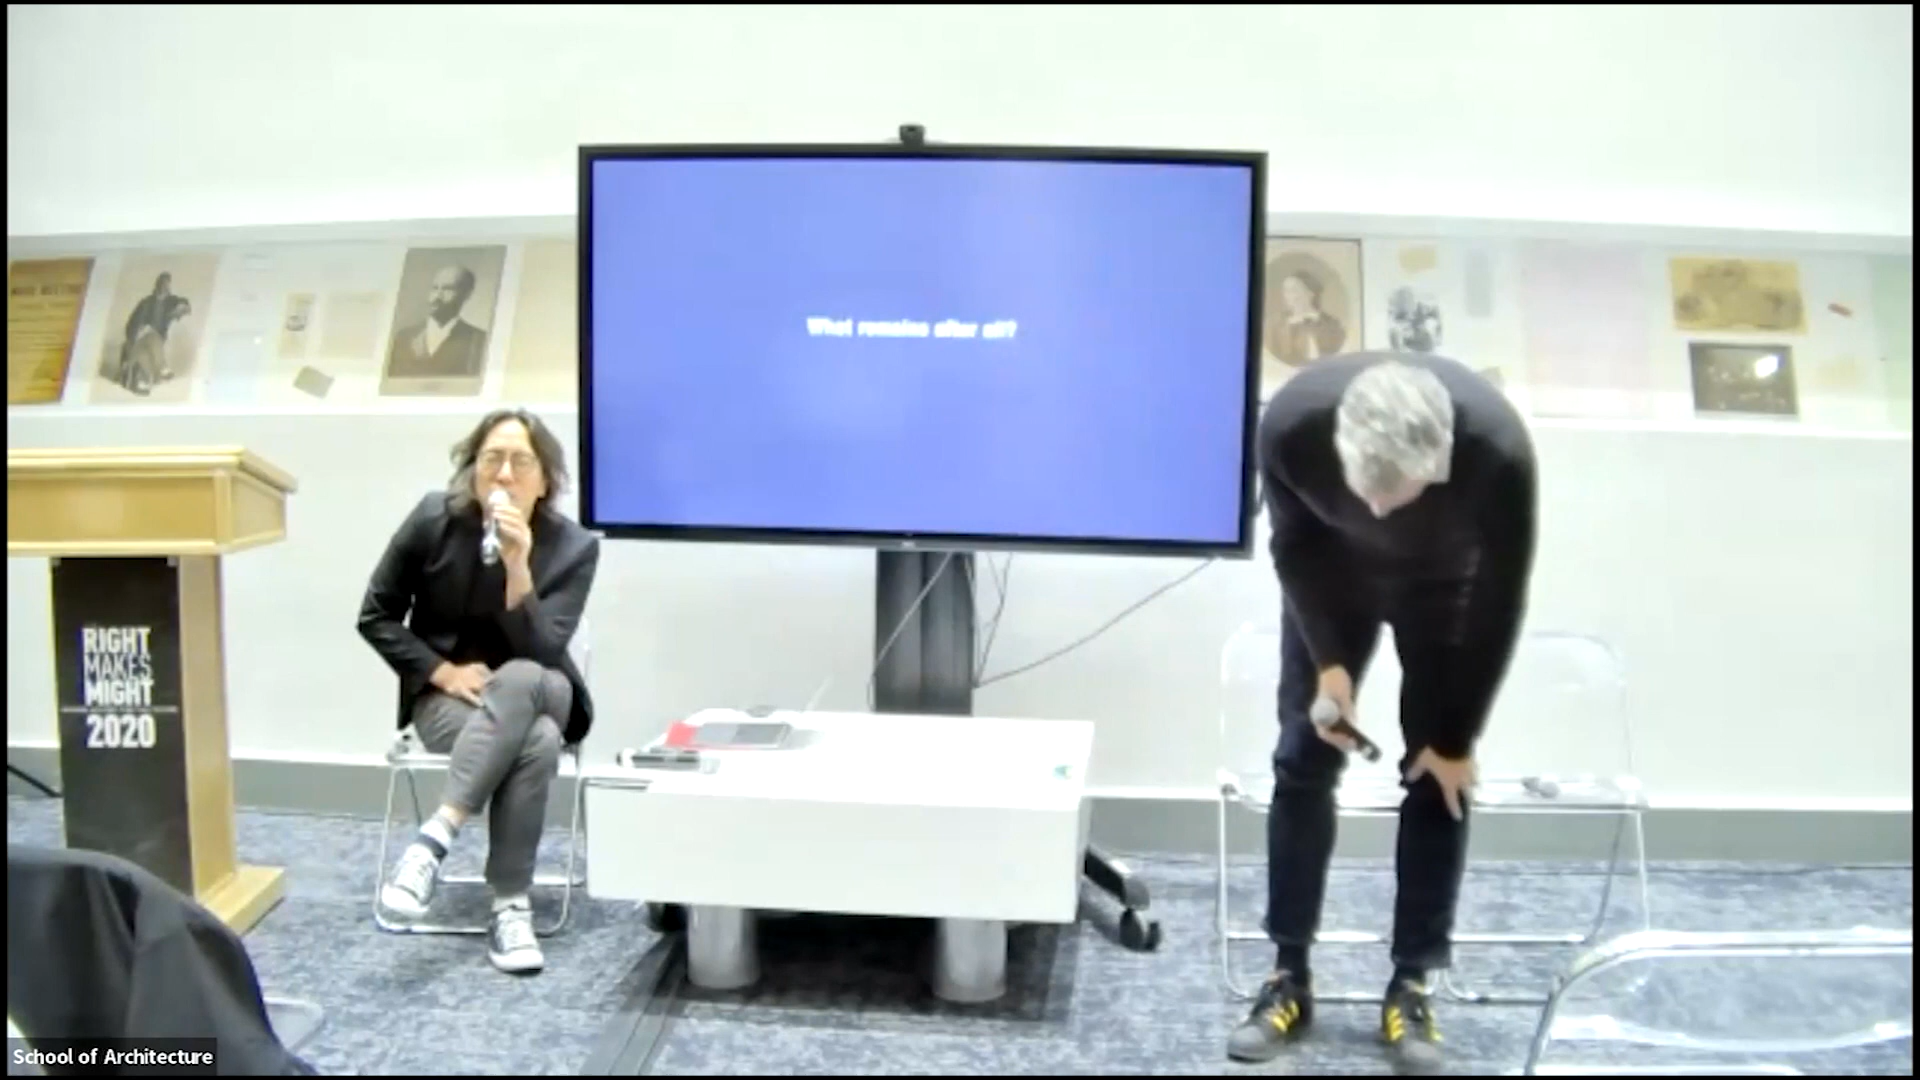 What remains after all?
RIGHT
MAKES
MIGHT
2020
School of Architecture